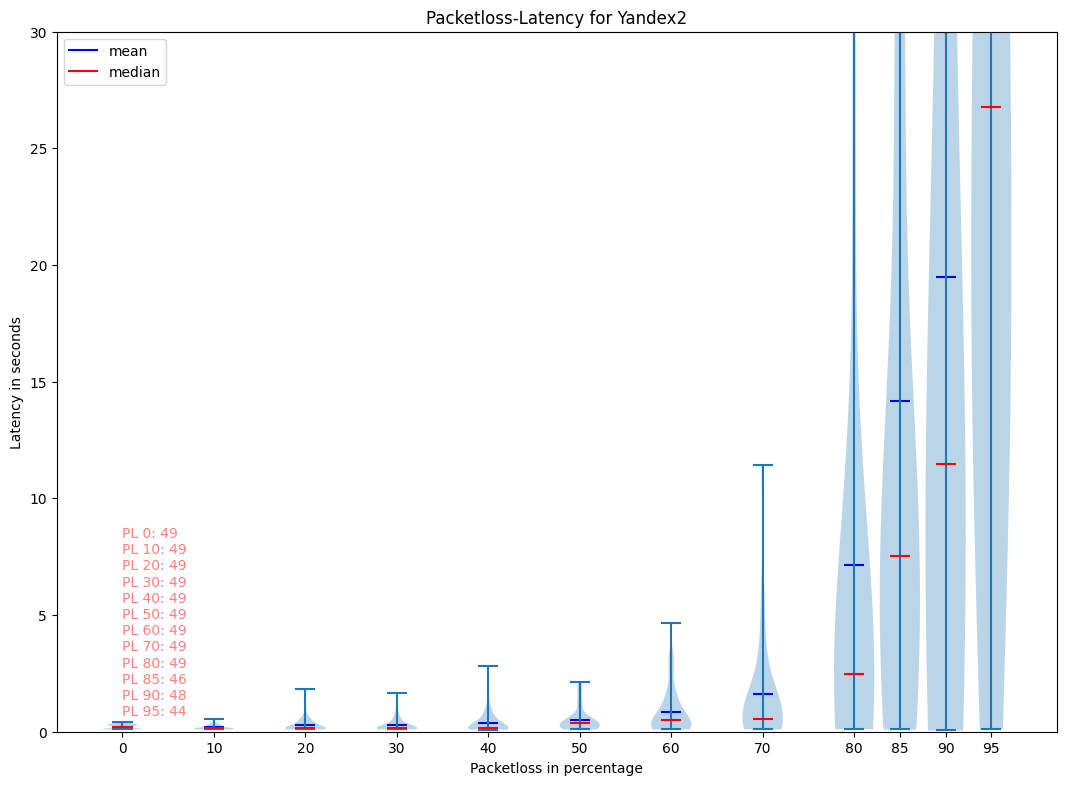 Packetloss-Latency for Yandex2
mean
median
Latency in seconds
30
25
20
15
10
5
0
PL 0: 49
PL 10: 49
PL 20: 49
PL 30: 49
PL 40: 49
PL 50: 49
PL 60: 49
PL 70: 49
PL 80: 49
PL 85: 46
PL 90: 48
PL 95: 44
0 10 20 30 40 50 60 70 80 85 90 95
Packetloss in percentage